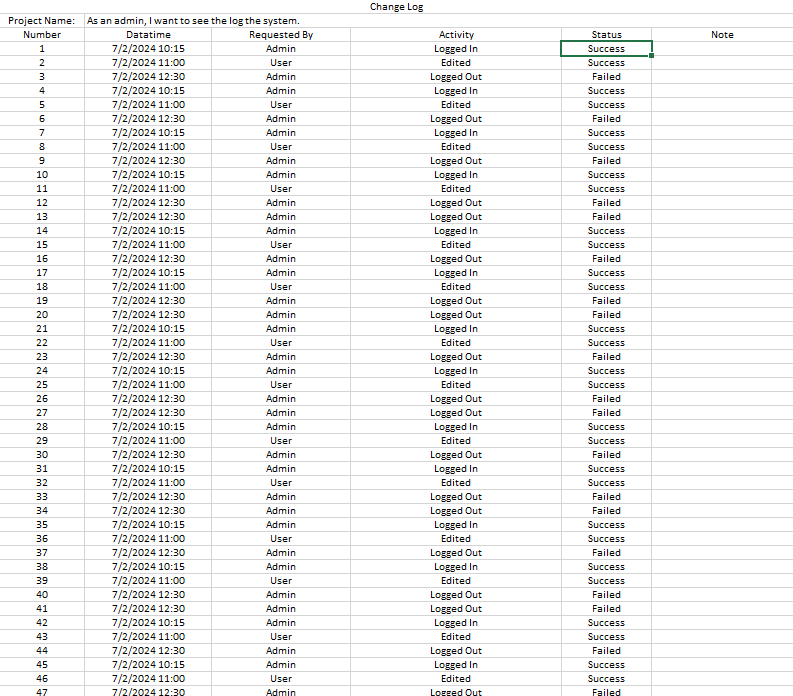 Change Log
Project Name: As an admin, I want to see the log the system.
Number Datatime Requested By Activity Status Note
1 7/2/2024 10:15 Admin Logged In Success
2 7/2/2024 11:00 User Edited Success
3 7/2/2024 12:30 Admin Logged Out Failed
4 7/2/2024 10:15 Admin Logged In Success
5 7/2/2024 11:00 User Edited Success
6 7/2/2024 12:30 Admin Logged Out Failed
7 7/2/2024 10:15 Admin Logged In Success
8 7/2/2024 11:00 User Edited Success
9 7/2/2024 12:30 Admin Logged Out Failed
10 7/2/2024 10:15 Admin Logged In Success
11 7/2/2024 11:00 User Edited Success
12 7/2/2024 12:30 Admin Logged Out Failed
13 7/2/2024 12:30 Admin Logged Out Failed
14 7/2/2024 10:15 Admin Logged In Success
15 7/2/2024 11:00 User Edited Success
16 7/2/2024 12:30 Admin Logged Out Failed
17 7/2/2024 10:15 Admin Logged In Success
18 7/2/2024 11:00 User Edited Success
19 7/2/2024 12:30 Admin Logged Out Failed
20 7/2/2024 12:30 Admin Logged Out Failed
21 7/2/2024 10:15 Admin Logged In Success
22 7/2/2024 11:00 User Edited Success
23 7/2/2024 12:30 Admin Logged Out Failed
24 7/2/2024 10:15 Admin Logged In Success
25 7/2/2024 11:00 User Edited Success
26 7/2/2024 12:30 Admin Logged Out Failed
27 7/2/2024 12:30 Admin Logged Out Failed
28 7/2/2024 10:15 Admin Logged In Success
29 7/2/2024 11:00 User Edited Success
30 7/2/2024 12:30 Admin Logged Out Failed
31 7/2/2024 10:15 Admin Logged In Success
32 7/2/2024 11:00 User Edited Success
33 7/2/2024 12:30 Admin Logged Out Failed
34 7/2/2024 12:30 Admin Logged Out Failed
35 7/2/2024 10:15 Admin Logged In Success
36 7/2/2024 11:00 User Edited Success
37 7/2/2024 12:30 Admin Logged Out Failed
38 7/2/2024 10:15 Admin Logged In Success
39 7/2/2024 11:00 User Edited Success
40 7/2/2024 12:30 Admin Logged Out Failed
41 7/2/2024 12:30 Admin Logged Out Failed
42 7/2/2024 10:15 Admin Logged In Success
43 7/2/2024 11:00 User Edited Success
44 7/2/2024 12:30 Admin Logged Out Failed
45 7/2/2024 10:15 Admin Logged In Success
46 7/2/2024 11:00 User Edited Success
47 7/2/2024 12:30 Admin Logged Out Failed